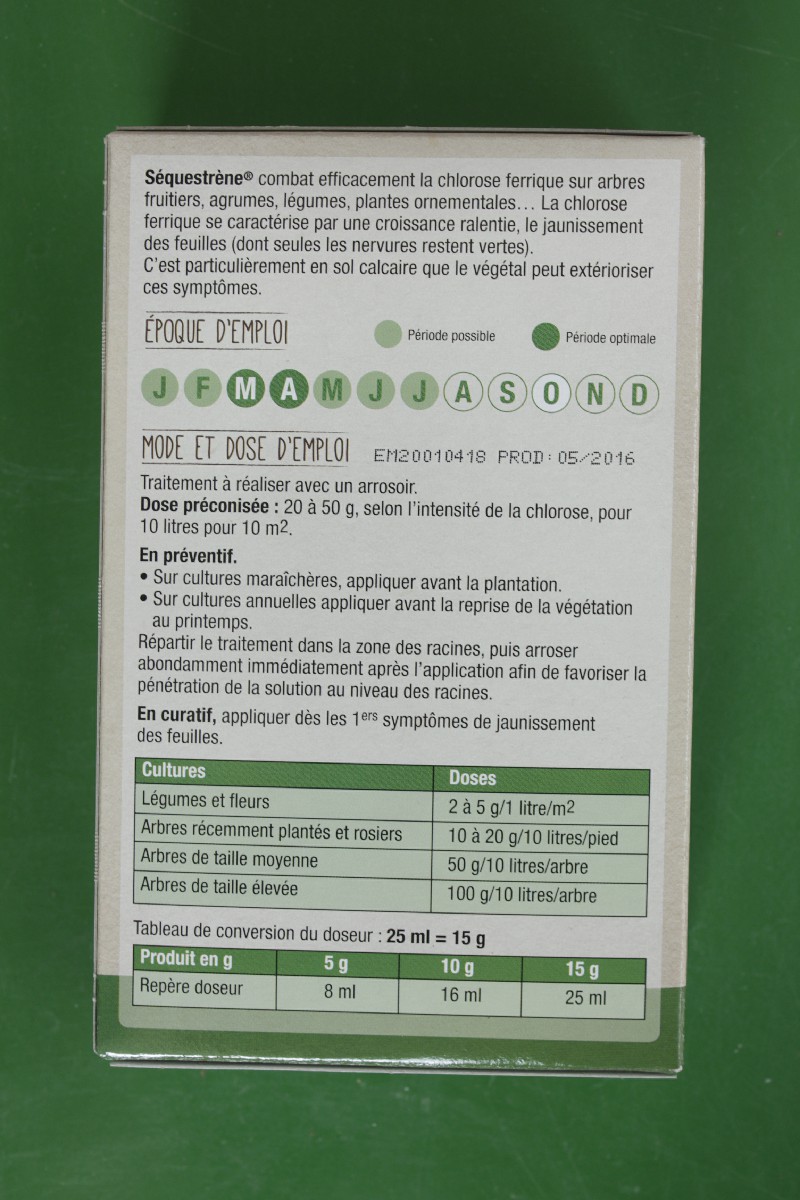 Séquestrène® combat efficacement la chlorose ferrique sur arbres
fruitiers, agrumes, légumes, plantes ornementales... La chlorose
ferrique se caractérise par une croissance ralentie, le jaunissement
des feuilles (dont seules les nervures restent vertes).
C'est particulièrement en sol calcaire que le végétal peut extérioriser
ces symptômes.
ÉPOQUE D'EMPLOI
Période possible
Période optimale
J F M A M J J A S O N D
MODE ET DOSE D'EMPLOI
EM20010418 PROD: 05/2016
Traitement à réaliser avec un arrosoir.
Dose préconisée : 20 à 50 g, selon l'intensité de la chlorose, pour
10 litres pour 10 m2.
En préventif.
• Sur cultures maraîchères, appliquer avant la plantation.
• Sur cultures annuelles appliquer avant la reprise de la végétation
au printemps.
Répartir le traitement dans la zone des racines, puis arroser
abondamment immédiatement après l'application afin de favoriser la
pénétration de la solution au niveau des racines.
En curatif, appliquer dès les 1ers symptômes de jaunissement
des feuilles.
Cultures Doses
Légumes et fleurs 2 à 5 g/1 litre/m2
Arbres récemment plantés et rosiers 10 à 20 g/10 litres/pied
Arbres de taille moyenne 50 g/10 litres/arbre
Arbres de taille élevée 100 g/10 litres/arbre
Tableau de conversion du doseur : 25 ml = 15 g
Produit en g 5 g 10 g 15 g
Repère doseur 8 ml 16 ml 25 ml